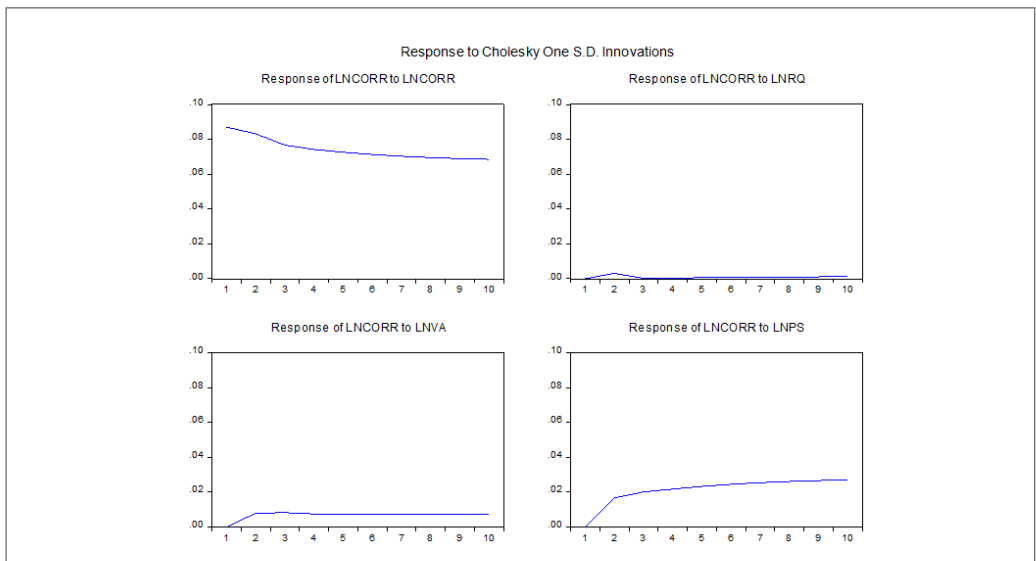 Response to Cholesky One S.D. Innovations
Response of LNCORR to LNCORR
.10
.08
.06
.04
.02
.00
1 2 3 4 5 6 7 8 9 10
Response of LNCORR to LNRQ
.10
.08
.06
.04
.02
.00
1 2 3 4 5 6 7 8 9 10
Response of LNCORR to LNVA
.10
.08
.06
.04
.02
.00
1 2 3 4 5 6 7 8 9 10
Response of LNCORR to LNPS
.10
.08
.06
.04
.02
.00
1 2 3 4 5 6 7 8 9 10